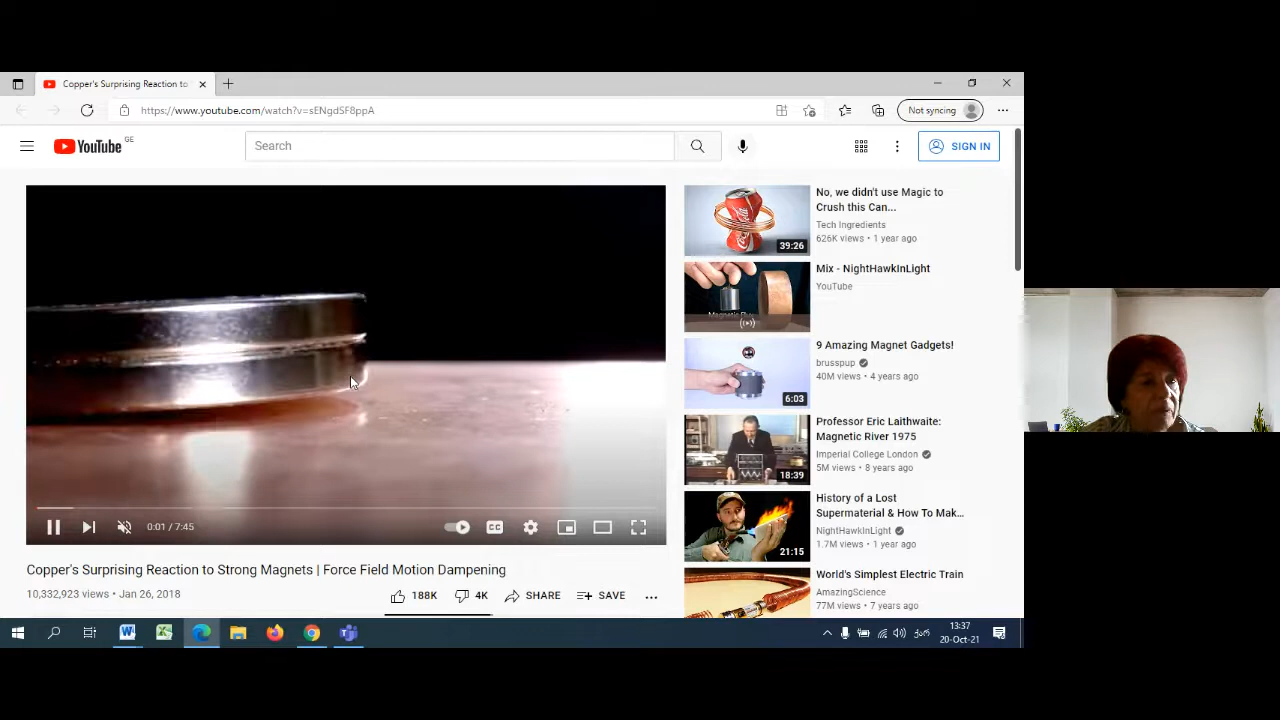 Copper's Surprising Reaction to
https://www.youtube.com/watch?v=sENgdSF8ppA
Not syncing
YouTube GE
Search
SIGN IN
No, we didn't use Magic to
Crush this Can...
Tech Ingredients
626K views • 1 year ago
39:26
Mix - NightHawkInLight
YouTube
9 Amazing Magnet Gadgets!
brusspup
40M views • 4 years ago
6:03
Professor Eric Laithwaite:
Magnetic River 1975
Imperial College London
5M views • 8 years ago
18:39
History of a Lost
Supermaterial & How To Mak...
NightHawkInLight
1.7M views • 1 year ago
21:15
World's Simplest Electric Train
AmazingScience
77M views • 7 years ago
0:01 / 7:45
CC
Copper's Surprising Reaction to Strong Magnets | Force Field Motion Dampening
10,332,923 views • Jan 26, 2018
188K
4K
SHARE
SAVE
13:37
20-Oct-21